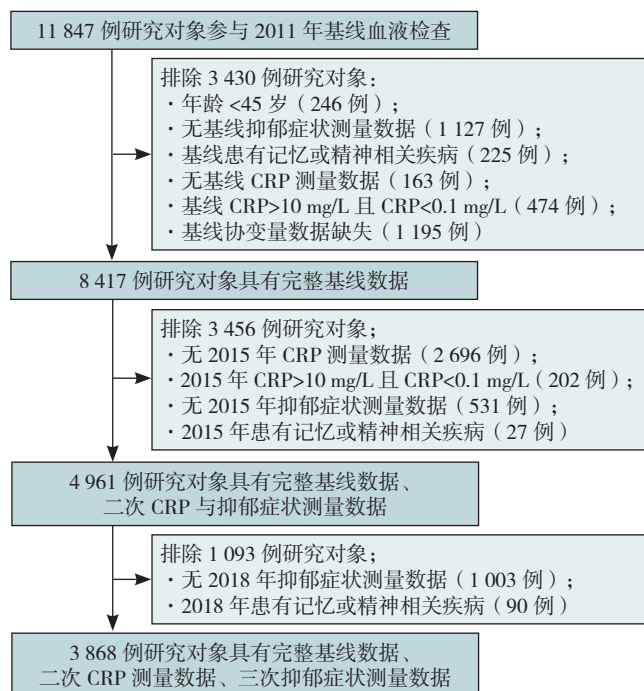 11 847 例研究对象参与 2011 年基线血液检查
排除 3 430 例研究对象：
·年龄 <45 岁（246 例）；
·无基线抑郁症状测量数据（1 127 例）；
·基线患有记忆或精神相关疾病（225 例）；
·无基线 CRP 测量数据（163 例）；
·基线 CRP>10 mg/L 且 CRP<0.1 mg/L（474 例）；
·基线协变量数据缺失（1 195 例）
8 417 例研究对象具有完整基线数据
排除 3 456 例研究对象；
·无 2015 年 CRP 测量数据（2 696 例）；
·2015 年 CRP>10 mg/L 且 CRP<0.1 mg/L（202 例）；
·无 2015 年抑郁症状测量数据（531 例）；
·2015 年患有记忆或精神相关疾病（27 例）
4 961 例研究对象具有完整基线数据、
二次 CRP 与抑郁症状测量数据
排除 1 093 例研究对象；
·无 2018 年抑郁症状测量数据（1 003 例）；
·2018 年患有记忆或精神相关疾病（90 例）
3 868 例研究对象具有完整基线数据、
二次 CRP 测量数据、三次抑郁症状测量数据